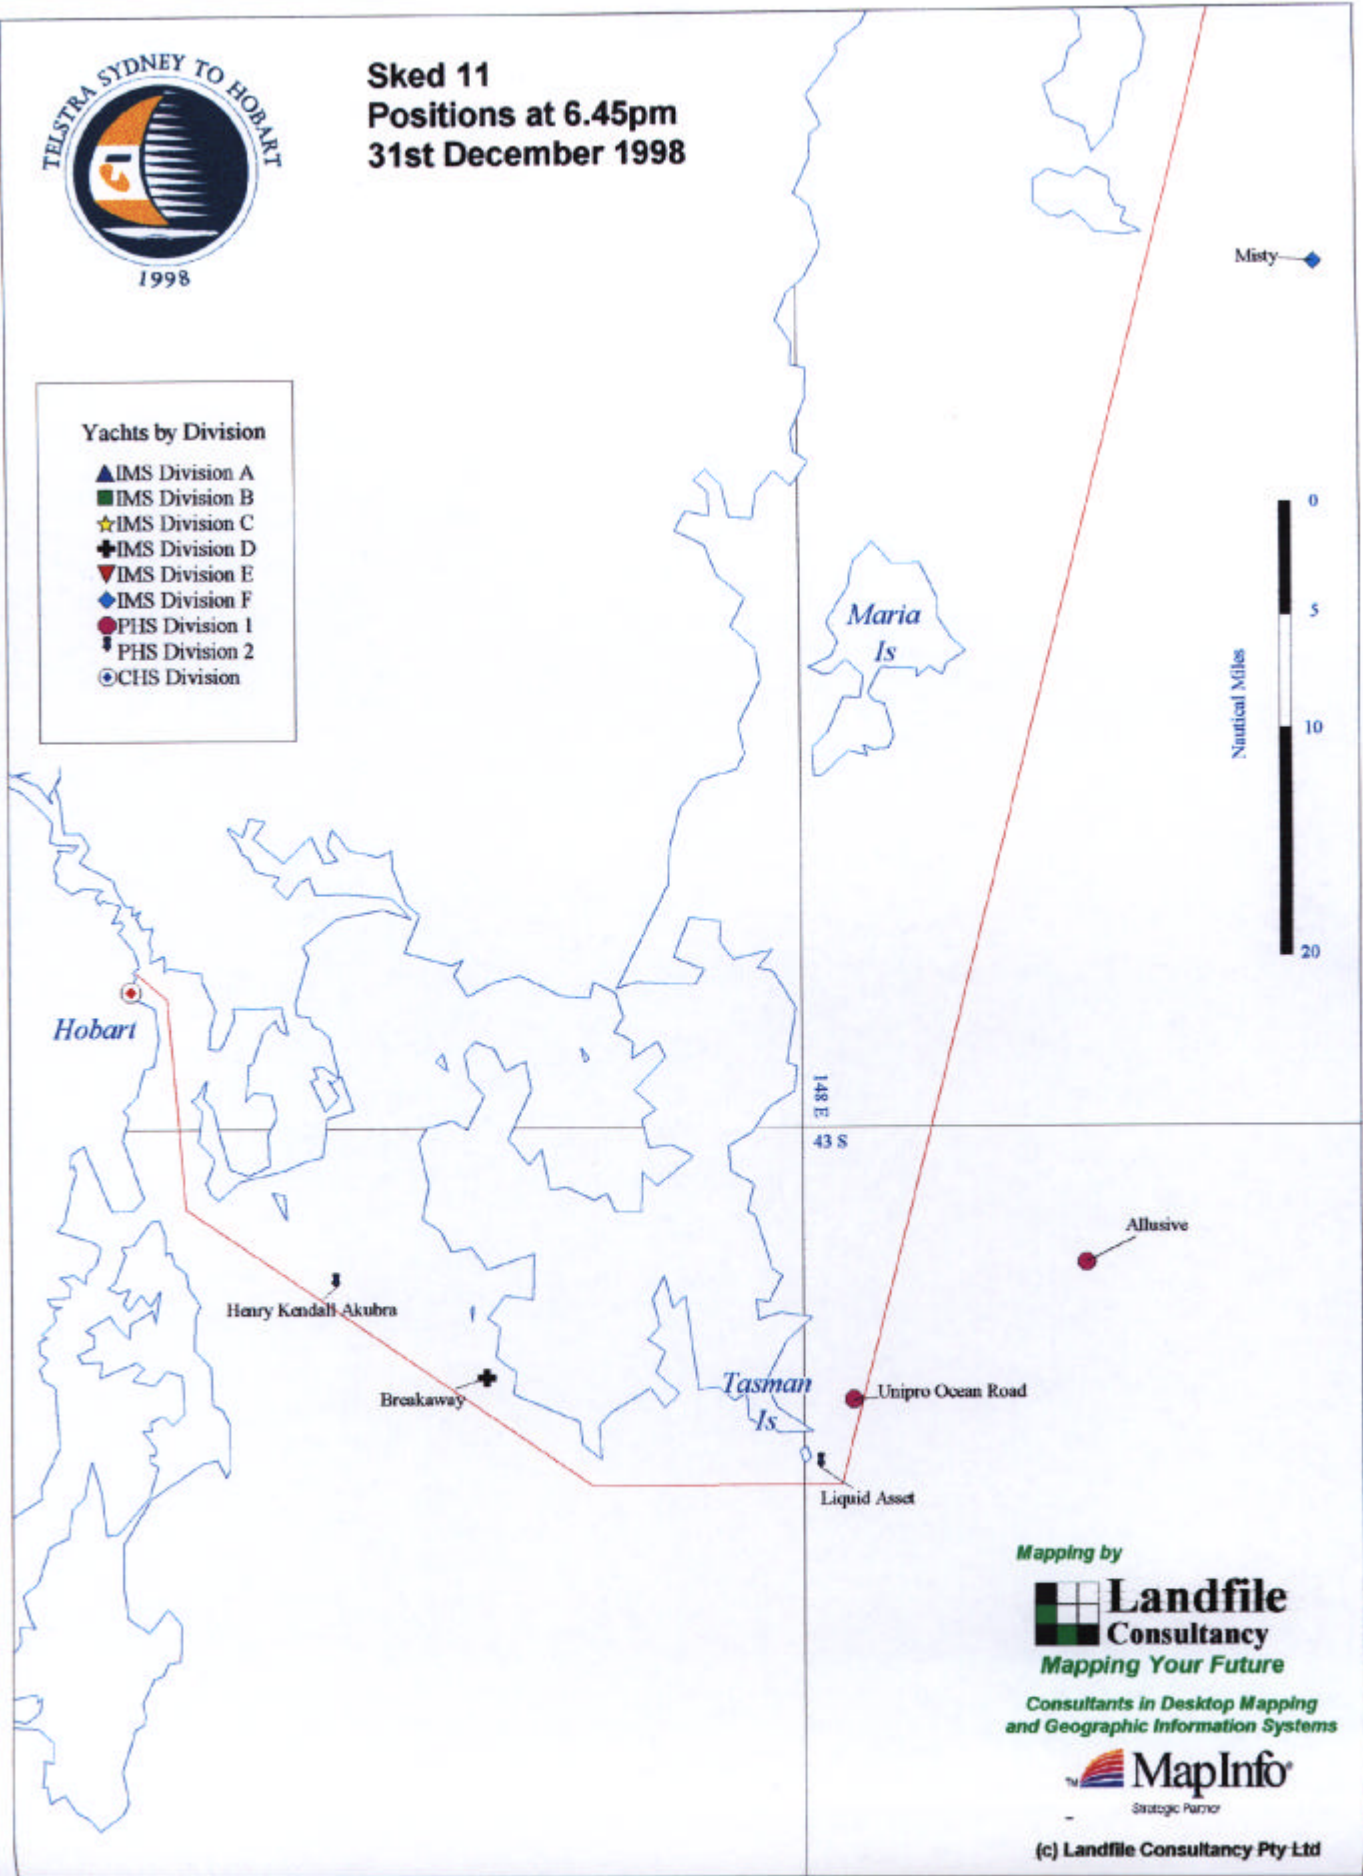 TELSTRA SYDNEY TO HOBART
1998
Sked 11
Positions at 6.45pm
31st December 1998
Misty
Yachts by Division
IMS Division A
IMS Division B
IMS Division C
IMS Division D
IMS Division E
IMS Division F
PHS Division 1
PHS Division 2
CHS Division
0
5
10
20
Nautical Miles
Maria
Is
Hobart
148 E
43 S
Allusive
Henry Kendall Akubra
Breakaway
Tasman
Is
Unipro Ocean Road
Liquid Asset
Mapping by
Landfile
Consultancy
Mapping Your Future
Consultants in Desktop Mapping
and Geographic Information Systems
TM MapInfo®
Strategic Partner
(c) Landfile Consultancy Pty Ltd